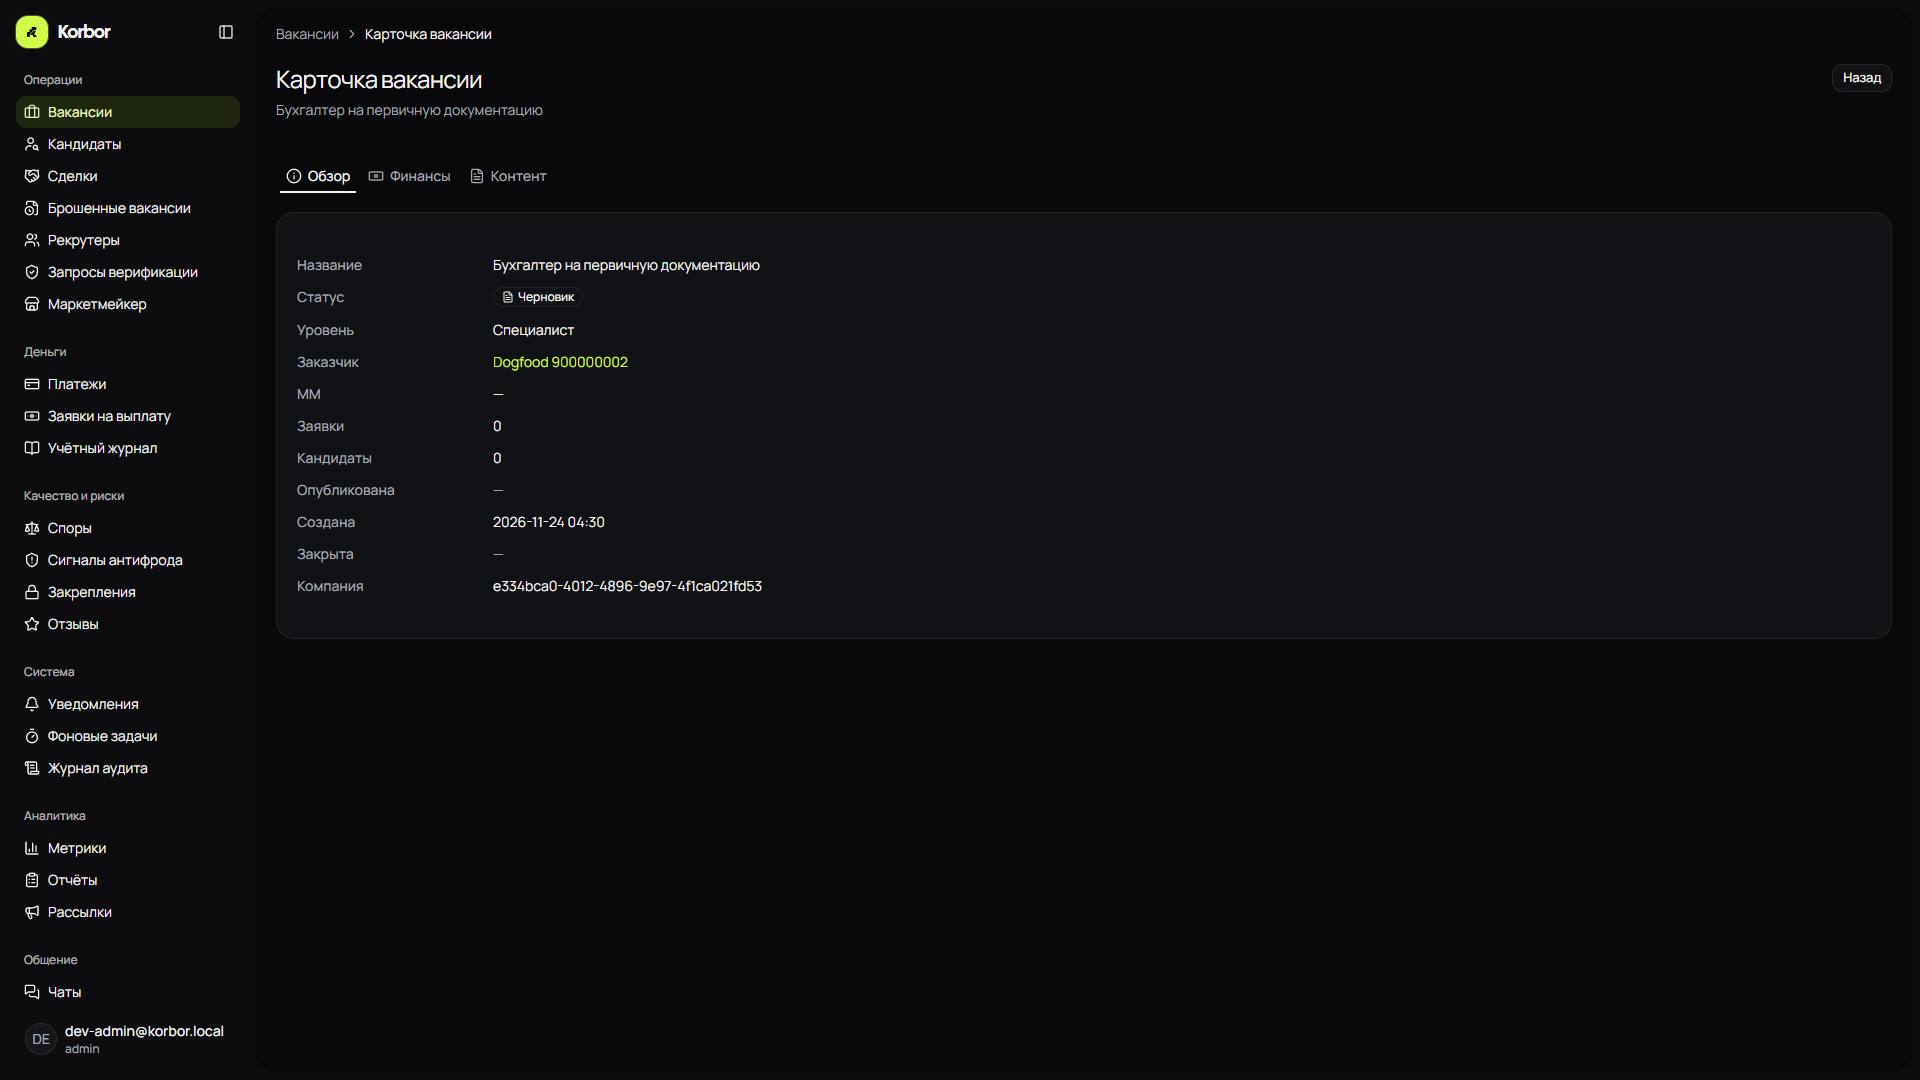 Korbor
Операции
Вакансии
Кандидаты
Сделки
Брошенные вакансии
Рекрутеры
Запросы верификации
Маркетмейкер
Деньги
Платежи
Заявки на выплату
Учётный журнал
Качество и риски
Споры
Сигналы антифрода
Закрепления
Отзывы
Система
Уведомления
Фоновые задачи
Журнал аудита
Аналитика
Метрики
Отчёты
Рассылки
Общение
Чаты
DE
dev-admin@korbor.local
admin
Вакансии > Карточка вакансии
Карточка вакансии
Назад
Бухгалтер на первичную документацию
Обзор Финансы Контент
Название Бухгалтер на первичную документацию
Статус Черновик
Уровень Специалист
Заказчик Dogfood 900000002
ММ —
Заявки 0
Кандидаты 0
Опубликована —
Создана 2026-11-24 04:30
Закрыта —
Компания e334bca0-4012-4896-9e97-4f1ca021fd53